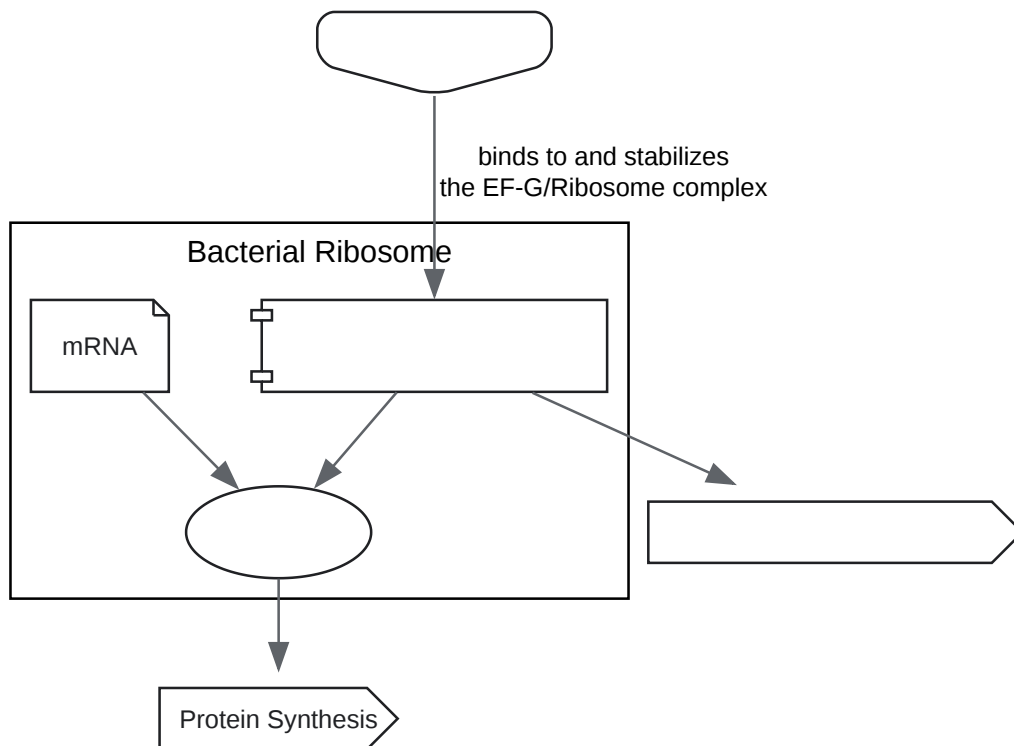 binds to and stabilizes
the EF-G/Ribosome complex
Bacterial Ribosome
mRNA
Protein Synthesis